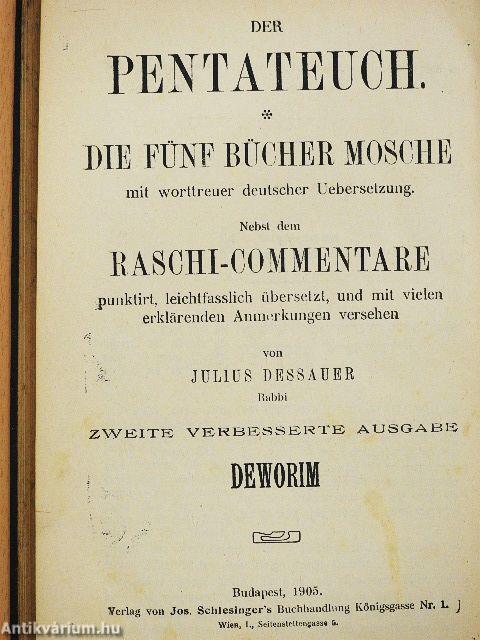 DER
PENTATEUCH.
*
DIE FÜNF BÜCHER MOSCHE
mit worttreuer deutscher Uebersetzung.
Nebst dem
RASCHI-COMMENTARE
punktirt, leichtfasslich übersetzt, und mit vielen
erklärenden Anmerkungen versehen
von
JULIUS DESSAUER
Rabbi
ZWEITE VERBESSERTE AUSGABE
DEWORIM
Budapest, 1905.
Verlag von Jos. Schlesinger's Buchhandlung Königsgasse Nr. 1.
Wien, I., Seitenstettengasse 5.
Antikvárium.hu